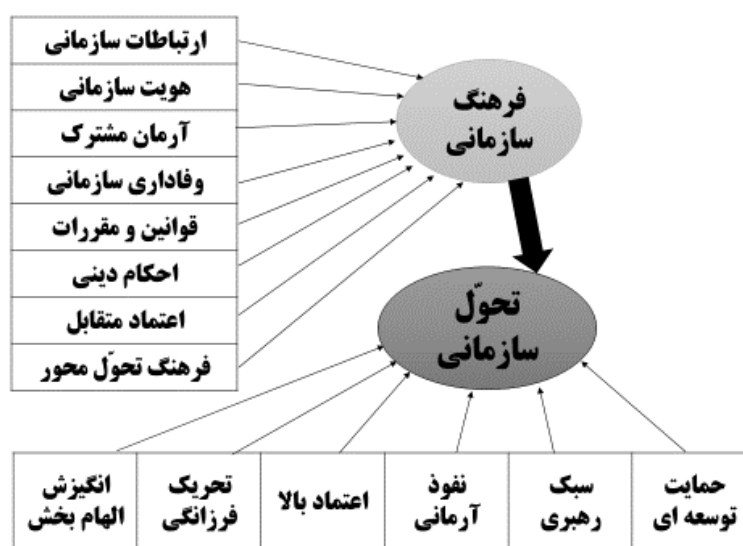 ارتباطات سازمانی
هویت سازمانی
آرمان مشترک
وفاداری سازمانی
قوانین و مقررات
احکام دینی
اعتماد متقابل
فرهنگ تحوّل محور
فرهنگ
سازمانی
تحوّل
سازمانی
حمایت
توسعه ای
سبک
رهبری
نفوذ
آرمانی
اعتماد بالا
تحریک
فرزانگی
انگیزش
الهام بخش